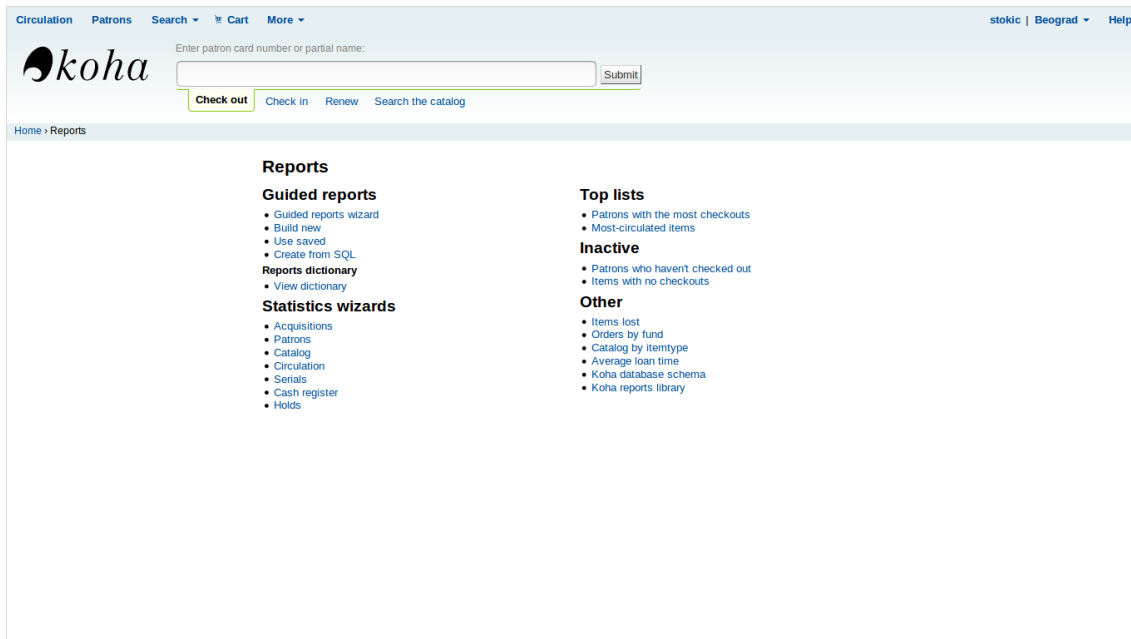 Circulation Patrons Search Cart More stokic | Beograd Help
koha
Enter patron card number or partial name:
Submit
Check out Check in Renew Search the catalog
Home › Reports
Reports
Guided reports
Guided reports wizard
Build new
Use saved
Create from SQL
Reports dictionary
View dictionary
Statistics wizards
Acquisitions
Patrons
Catalog
Circulation
Serials
Cash register
Holds
Top lists
Patrons with the most checkouts
Most-circulated items
Inactive
Patrons who haven't checked out
Items with no checkouts
Other
Items lost
Orders by fund
Catalog by itemtype
Average loan time
Koha database schema
Koha reports library